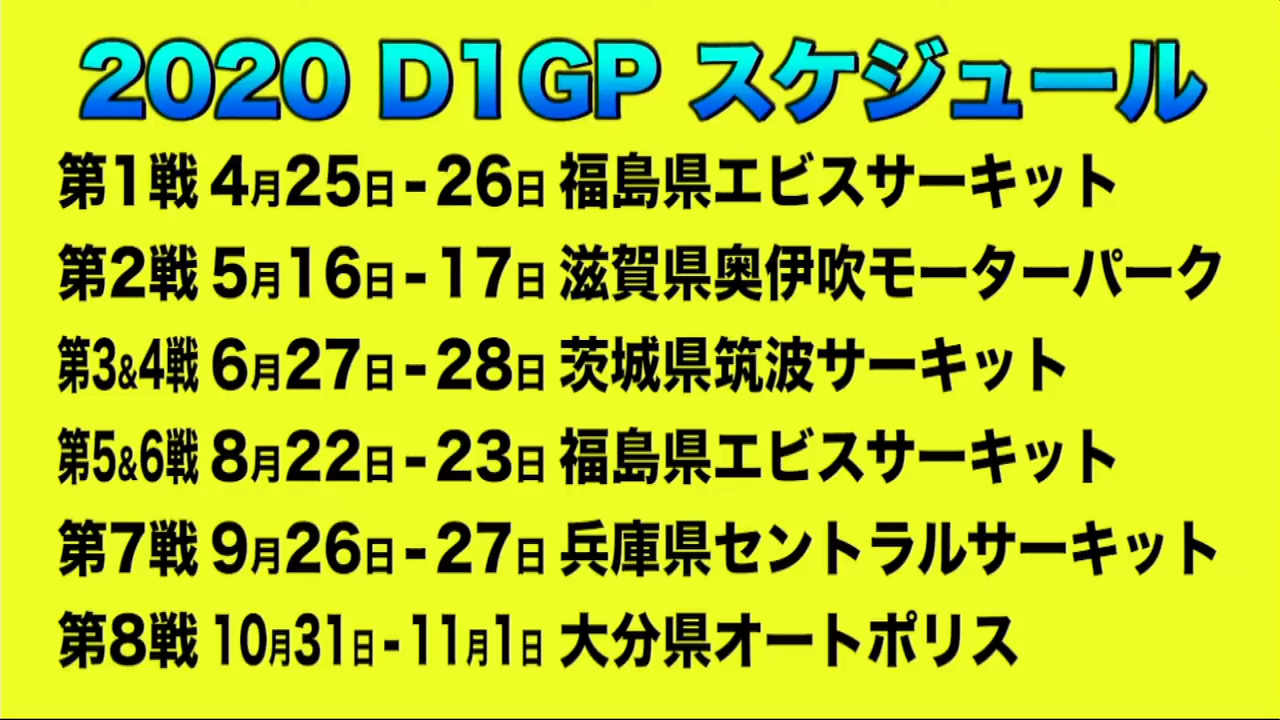 2020 D1GP スケジュール
第1戦 4月25日-26日 福島県エビスサーキット
第2戦 5月16日-17日 滋賀県奥伊吹モーターパーク
第3&4戦 6月27日-28日 茨城県筑波サーキット
第5&6戦 8月22日-23日 福島県エビスサーキット
第7戦 9月26日-27日 兵庫県セントラルサーキット
第8戦 10月31日-11月1日 大分県オートポリス